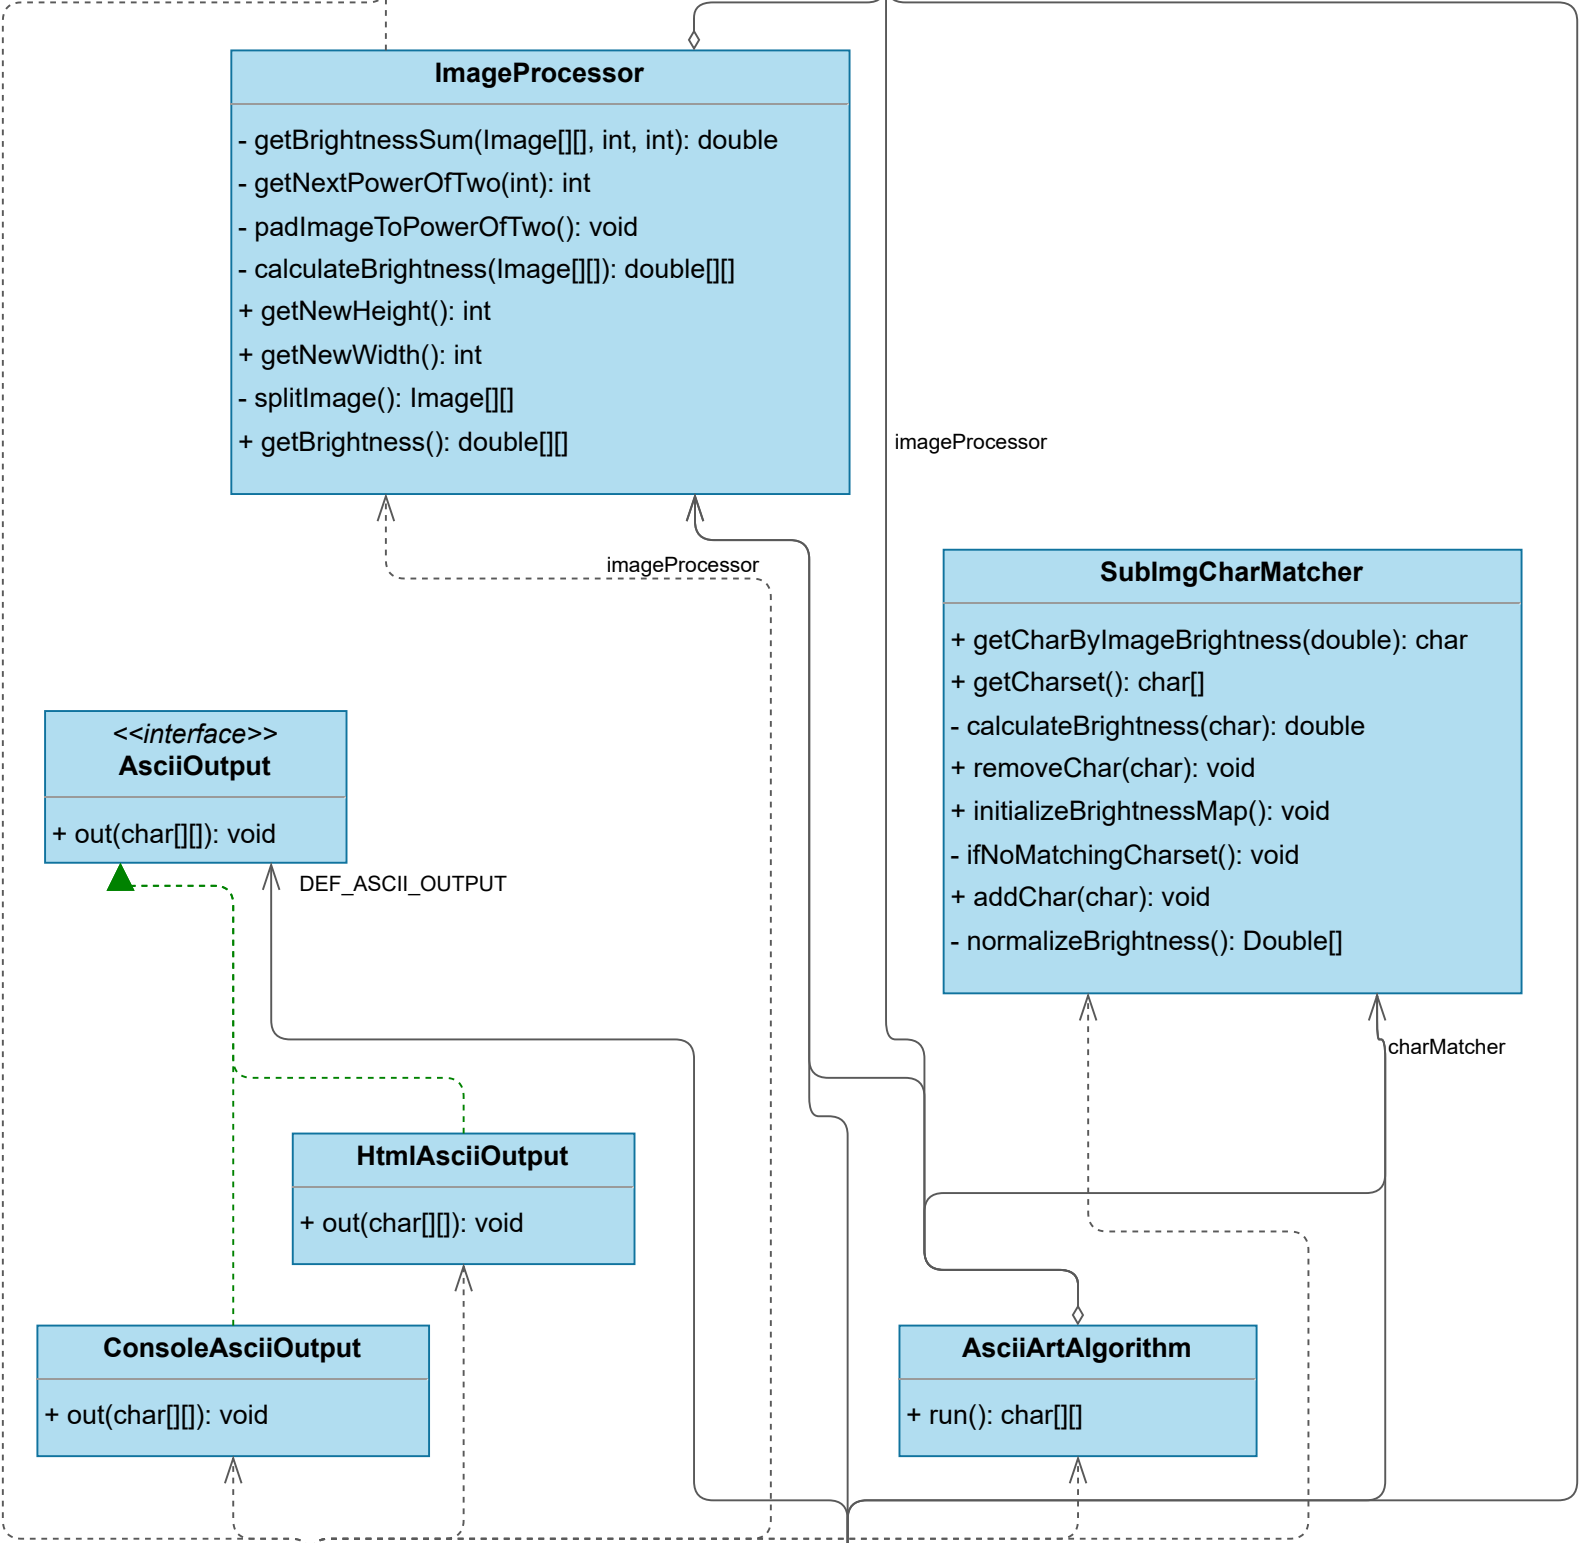 ImageProcessor
- getBrightnessSum(Image[][], int, int): double
- getNextPowerOfTwo(int): int
- padImageToPowerOfTwo(): void
- calculateBrightness(Image[][]): double[][]
+ getNewHeight(): int
+ getNewWidth(): int
- splitImage(): Image[][]
+ getBrightness(): double[][]
imageProcessor
imageProcessor
SubImgCharMatcher
+ getCharByImageBrightness(double): char
+ getCharset(): char[]
- calculateBrightness(char): double
+ removeChar(char): void
+ initializeBrightnessMap(): void
- ifNoMatchingCharset(): void
+ addChar(char): void
- normalizeBrightness(): Double[]
charMatcher
<<interface>>
AsciiOutput
+ out(char[][]): void
DEF_ASCII_OUTPUT
HtmlAsciiOutput
+ out(char[][]): void
ConsoleAsciiOutput
+ out(char[][]): void
AsciiArtAlgorithm
+ run(): char[][]